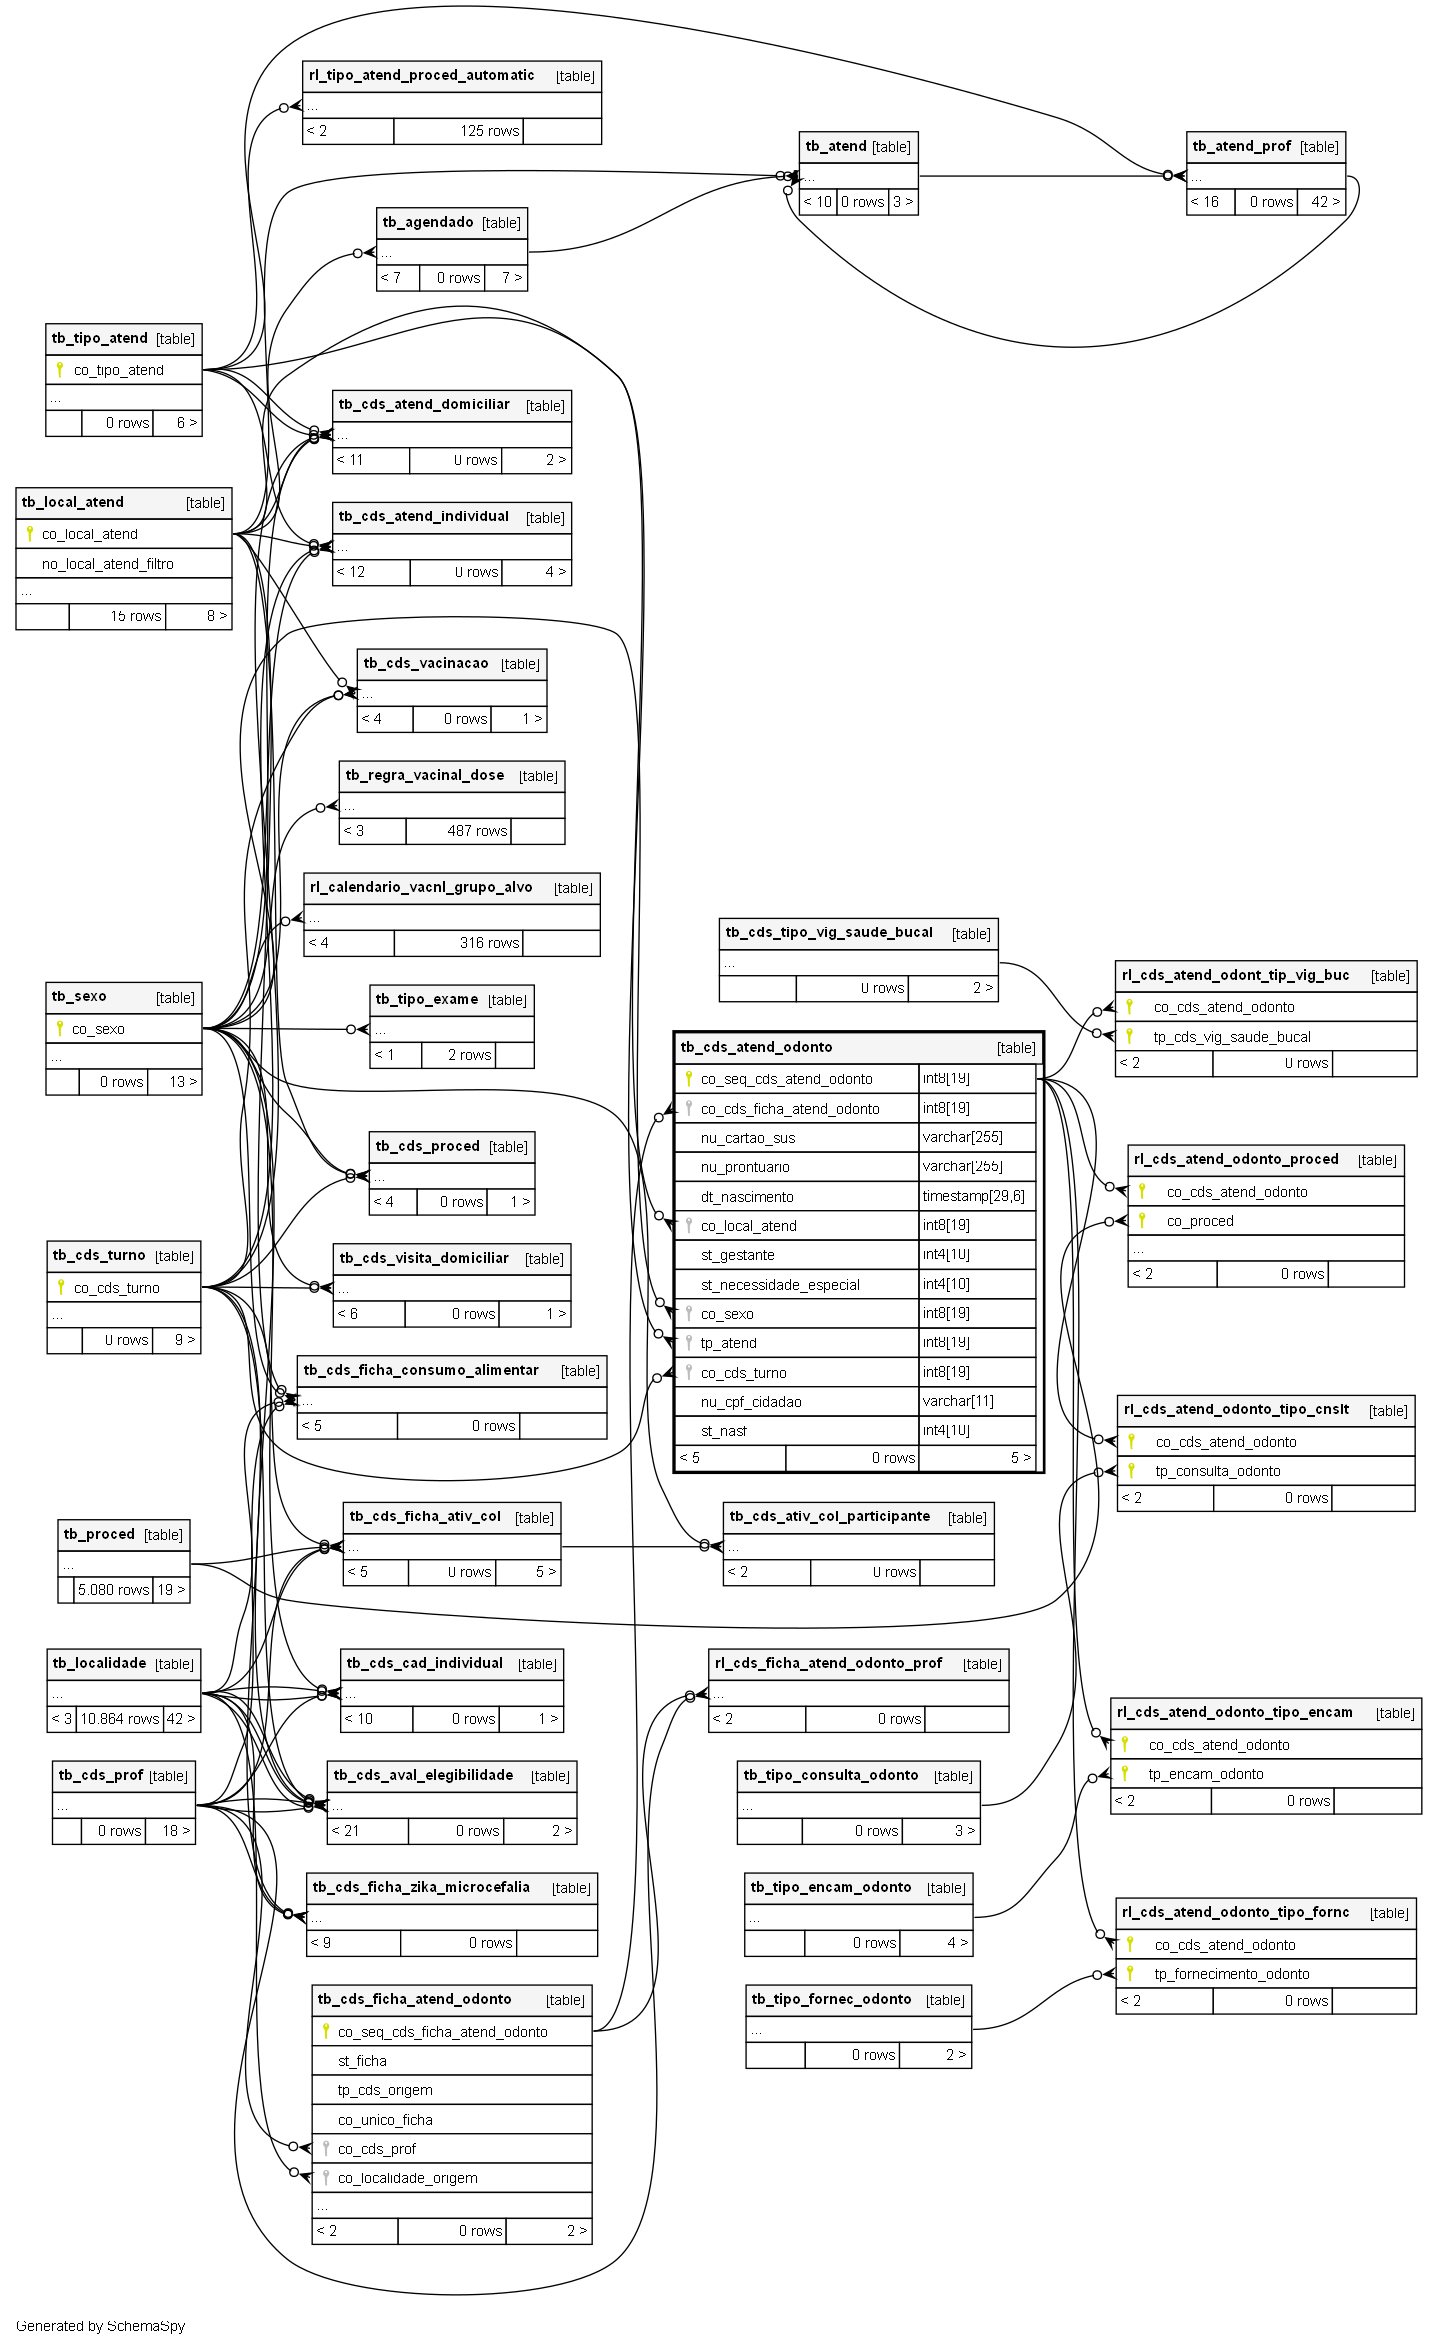 rl_tipo_atend_proced_automatic [table]
...
< 2 125 rows
tb_atend [table]
...
< 10 0 rows 3 >
tb_atend_prof [table]
...
< 16 0 rows 42 >
tb_agendado [table]
...
< 7 0 rows 7 >
tb_tipo_atend [table]
co_tipo_atend
...
0 rows 6 >
tb_cds_atend_domiciliar [table]
...
< 11 0 rows 2 >
tb_local_atend [table]
co_local_atend
no_local_atend_filtro
...
15 rows 8 >
tb_cds_atend_individual [table]
...
< 12 0 rows 4 >
tb_cds_vacinacao [table]
...
< 4 0 rows 1 >
tb_regra_vacinal_dose [table]
...
< 3 487 rows
rl_calendario_vacnl_grupo_alvo [table]
...
< 4 316 rows
tb_sexo [table]
co_sexo
...
0 rows 13 >
tb_tipo_exame [table]
...
< 1 2 rows
tb_cds_tipo_vig_saude_bucal [table]
...
0 rows 2 >
rl_cds_atend_odont_tip_vig_buc [table]
co_cds_atend_odonto
tp_cds_vig_saude_bucal
< 2 0 rows
tb_cds_atend_odonto [table]
co_seq_cds_atend_odonto int8[19]
co_cds_ficha_atend_odonto int8[19]
nu_cartao_sus varchar[255]
nu_prontuario varchar[255]
dt_nascimento timestamp[29,6]
co_local_atend int8[19]
st_gestante int4[10]
st_necessidade_especial int4[10]
co_sexo int8[19]
tp_atend int8[19]
co_cds_turno int8[19]
nu_cpf_cidadao varchar[11]
st_nasf int4[10]
< 5 0 rows 5 >
tb_cds_proced [table]
...
< 4 0 rows 1 >
rl_cds_atend_odonto_proced [table]
co_cds_atend_odonto
co_proced
...
< 2 0 rows
tb_cds_turno [table]
co_cds_turno
...
0 rows 9 >
tb_cds_visita_domiciliar [table]
...
< 6 0 rows 1 >
tb_cds_ficha_consumo_alimentar [table]
...
< 5 0 rows
rl_cds_atend_odonto_tipo_cnslt [table]
co_cds_atend_odonto
tp_consulta_odonto
< 2 0 rows
tb_proced [table]
...
5.080 rows 19 >
tb_cds_ficha_ativ_col [table]
...
< 5 0 rows 5 >
tb_cds_ativ_col_participante [table]
...
< 2 0 rows
tb_localidade [table]
...
< 3 10.864 rows 42 >
tb_cds_cad_individual [table]
...
< 10 0 rows 1 >
rl_cds_ficha_atend_odonto_prof [table]
...
< 2 0 rows
rl_cds_atend_odonto_tipo_encam [table]
co_cds_atend_odonto
tp_encam_odonto
< 2 0 rows
tb_cds_prof [table]
...
0 rows 18 >
tb_cds_aval_elegibilidade [table]
...
< 21 0 rows 2 >
tb_tipo_consulta_odonto [table]
...
0 rows 3 >
tb_cds_ficha_zika_microcefalia [table]
...
< 9 0 rows
tb_tipo_encam_odonto [table]
...
0 rows 4 >
rl_cds_atend_odonto_tipo_fornc [table]
co_cds_atend_odonto
tp_fornecimento_odonto
< 2 0 rows
tb_cds_ficha_atend_odonto [table]
co_seq_cds_ficha_atend_odonto
st_ficha
tp_cds_origem
co_unico_ficha
co_cds_prof
co_localidade_origem
...
< 2 0 rows 2 >
tb_tipo_fornec_odonto [table]
...
0 rows 2 >
Generated by SchemaSpy